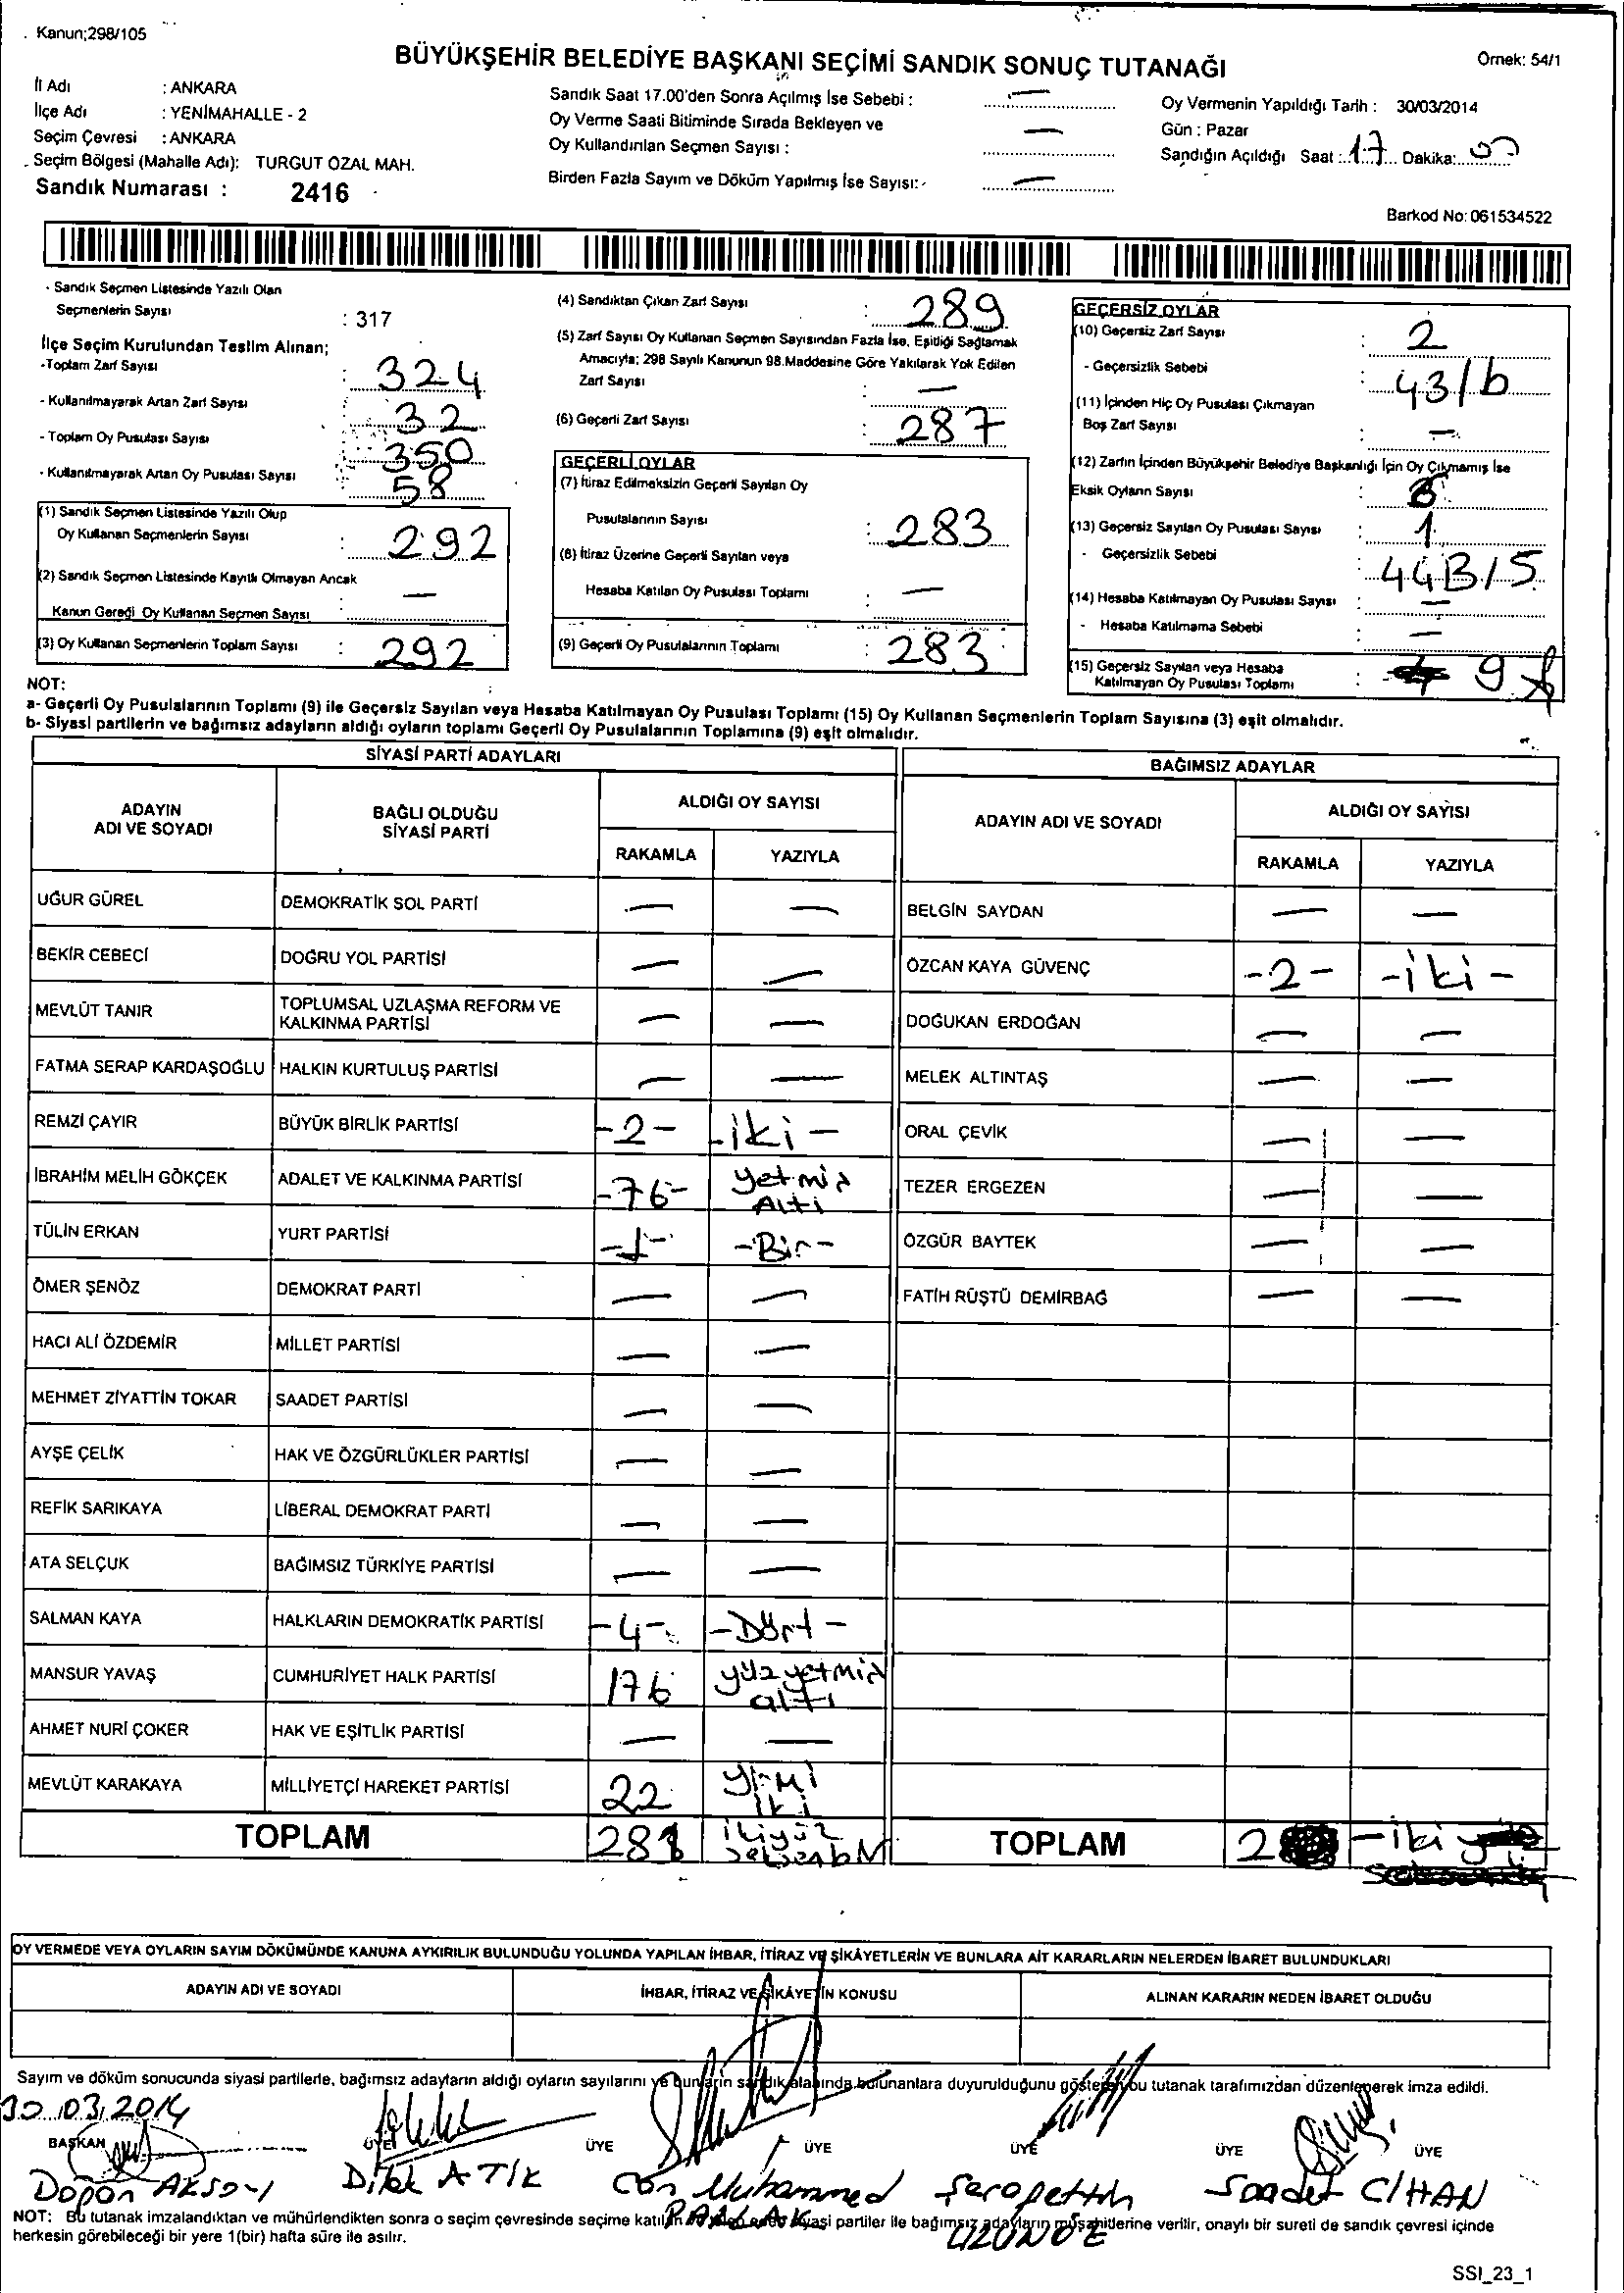 Kanun;298/105
BÜYÜKŞEHİR BELEDİYE BAŞKANI SEÇİMİ SANDIK SONUÇ TUTANAĞI
Örnek: 54/1
İl Adı : ANKARA
İlçe Adı : YENİMAHALLE - 2
Seçim Çevresi : ANKARA
Seçim Bölgesi (Mahalle Adı): TURGUT ÖZAL MAH.
Sandık Numarası : 2416
Sandık Saat 17.00'den Sonra Açılmış İse Sebebi : —
Oy Verme Saati Bitiminde Sırada Bekleyen ve
Oy Kullandırılan Seçmen Sayısı : —
Birden Fazla Sayım ve Döküm Yapılmış İse Sayısı: —
Oy Vermenin Yapıldığı Tarih : 30/03/2014
Gün : Pazar
Sandığın Açıldığı Saat : 17 Dakika:
Barkod No: 061534522
- Sandık Seçmen Listesinde Yazılı Olan
Seçmenlerin Sayısı : 317
İlçe Seçim Kurulundan Teslim Alınan;
-Toplam Zarf Sayısı : 324
- Kullanılmayarak Artan Zarf Sayısı : 32
- Toplam Oy Pusulası Sayısı : 350
- Kullanılmayarak Artan Oy Pusulası Sayısı : 58
(1) Sandık Seçmen Listesinde Yazılı Olup
Oy Kullanan Seçmenlerin Sayısı : 292
(2) Sandık Seçmen Listesinde Kayıtlı Olmayan Ancak
Kanun Gereği Oy Kullanan Seçmen Sayısı : —
(3) Oy Kullanan Seçmenlerin Toplam Sayısı : 292
(4) Sandıktan Çıkan Zarf Sayısı : 289
(5) Zarf Sayısı Oy Kullanan Seçmen Sayısından Fazla İse, Eşitliği Sağlamak
Amacıyla; 298 Sayılı Kanunun 98.Maddesine Göre Yakılarak Yok Edilen
Zarf Sayısı : —
(6) Geçerli Zarf Sayısı : 287
GEÇERLİ OYLAR
(7) İtiraz Edilmeksizin Geçerli Sayılan Oy
Pusulalarının Sayısı : 283
(8) İtiraz Üzerine Geçerli Sayılan veya
Hesaba Katılan Oy Pusulası Toplamı : —
(9) Geçerli Oy Pusulalarının Toplamı : 283
GEÇERSİZ OYLAR
(10) Geçersiz Zarf Sayısı : 2
- Geçersizlik Sebebi : 43/b
(11) İçinden Hiç Oy Pusulası Çıkmayan
Boş Zarf Sayısı : —
(12) Zarfın İçinden Büyükşehir Belediye Başkanlığı İçin Oy Çıkmamış İse
Eksik Oyların Sayısı :
(13) Geçersiz Sayılan Oy Pusulası Sayısı : 1
- Geçersizlik Sebebi : 44B/5
(14) Hesaba Katılmayan Oy Pusulası Sayısı : —
- Hesaba Katılmama Sebebi : —
(15) Geçersiz Sayılan veya Hesaba
Katılmayan Oy Pusulası Toplamı : 9
NOT:
a- Geçerli Oy Pusulalarının Toplamı (9) ile Geçersiz Sayılan veya Hesaba Katılmayan Oy Pusulası Toplamı (15) Oy Kullanan Seçmenlerin Toplam Sayısına (3) eşit olmalıdır.
b- Siyasi partilerin ve bağımsız adayların aldığı oyların toplamı Geçerli Oy Pusulalarının Toplamına (9) eşit olmalıdır.
SİYASİ PARTİ ADAYLARI
ADAYIN ADI VE SOYADI BAĞLI OLDUĞU SİYASİ PARTİ ALDIĞI OY SAYISI
RAKAMLA YAZIYLA
UĞUR GÜREL DEMOKRATİK SOL PARTİ — —
BEKİR CEBECİ DOĞRU YOL PARTİSİ — —
MEVLÜT TANIR TOPLUMSAL UZLAŞMA REFORM VE KALKINMA PARTİSİ — —
FATMA SERAP KARDAŞOĞLU HALKIN KURTULUŞ PARTİSİ — —
REMZİ ÇAYIR BÜYÜK BİRLİK PARTİSİ -2- -iki-
İBRAHİM MELİH GÖKÇEK ADALET VE KALKINMA PARTİSİ -76- yetmiş Altı
TÜLİN ERKAN YURT PARTİSİ -1- -Bir-
ÖMER ŞENÖZ DEMOKRAT PARTİ — —
HACI ALİ ÖZDEMİR MİLLET PARTİSİ — —
MEHMET ZİYATTİN TOKAR SAADET PARTİSİ — —
AYŞE ÇELİK HAK VE ÖZGÜRLÜKLER PARTİSİ — —
REFİK SARIKAYA LİBERAL DEMOKRAT PARTİ — —
ATA SELÇUK BAĞIMSIZ TÜRKİYE PARTİSİ — —
SALMAN KAYA HALKLARIN DEMOKRATİK PARTİSİ -4- -Dört-
MANSUR YAVAŞ CUMHURİYET HALK PARTİSİ 176 yüz yetmiş altı
AHMET NURİ ÇOKER HAK VE EŞİTLİK PARTİSİ — —
MEVLÜT KARAKAYA MİLLİYETÇİ HAREKET PARTİSİ 22 Yirmi iki
TOPLAM 281 ikiyüz
BAĞIMSIZ ADAYLAR
ADAYIN ADI VE SOYADI ALDIĞI OY SAYISI
RAKAMLA YAZIYLA
BELGİN SAYDAN — —
ÖZCAN KAYA GÜVENÇ -2- -iki-
DOĞUKAN ERDOĞAN — —
MELEK ALTINTAŞ — —
ORAL ÇEVİK — —
TEZER ERGEZEN — —
ÖZGÜR BAYTEK — —
FATİH RÜŞTÜ DEMİRBAĞ — —
TOPLAM 2 -iki
OY VERMEDE VEYA OYLARIN SAYIM DÖKÜMÜNDE KANUNA AYKIRILIK BULUNDUĞU YOLUNDA YAPILAN İHBAR, İTİRAZ VE ŞİKÂYETLERİN VE BUNLARA AİT KARARLARIN NELERDEN İBARET BULUNDUKLARI
ADAYIN ADI VE SOYADI İHBAR, İTİRAZ VE ŞİKÂYETİN KONUSU ALINAN KARARIN NEDEN İBARET OLDUĞU
Sayım ve döküm sonucunda siyasi partilerle, bağımsız adayların aldığı oyların sayılarını ve bunların sandık alanında bulunanlara duyurulduğunu gösteren bu tutanak tarafımızdan düzenlenerek imza edildi.
30.03.2014
BAŞKAN ÜYE ÜYE ÜYE ÜYE ÜYE ÜYE
Doğan AKSOY Dilek ATİK Can Muhammed PARLAK Şerafettin Saadet CİHAN
NOT: Bu tutanak imzalandıktan ve mühürlendikten sonra o seçim çevresinde seçime katılan siyasi partiler ile bağımsız adayların müşahitlerine verilir, onaylı bir sureti de sandık çevresi içinde
herkesin görebileceği bir yere 1(bir) hafta süre ile asılır.
SSI_23_1